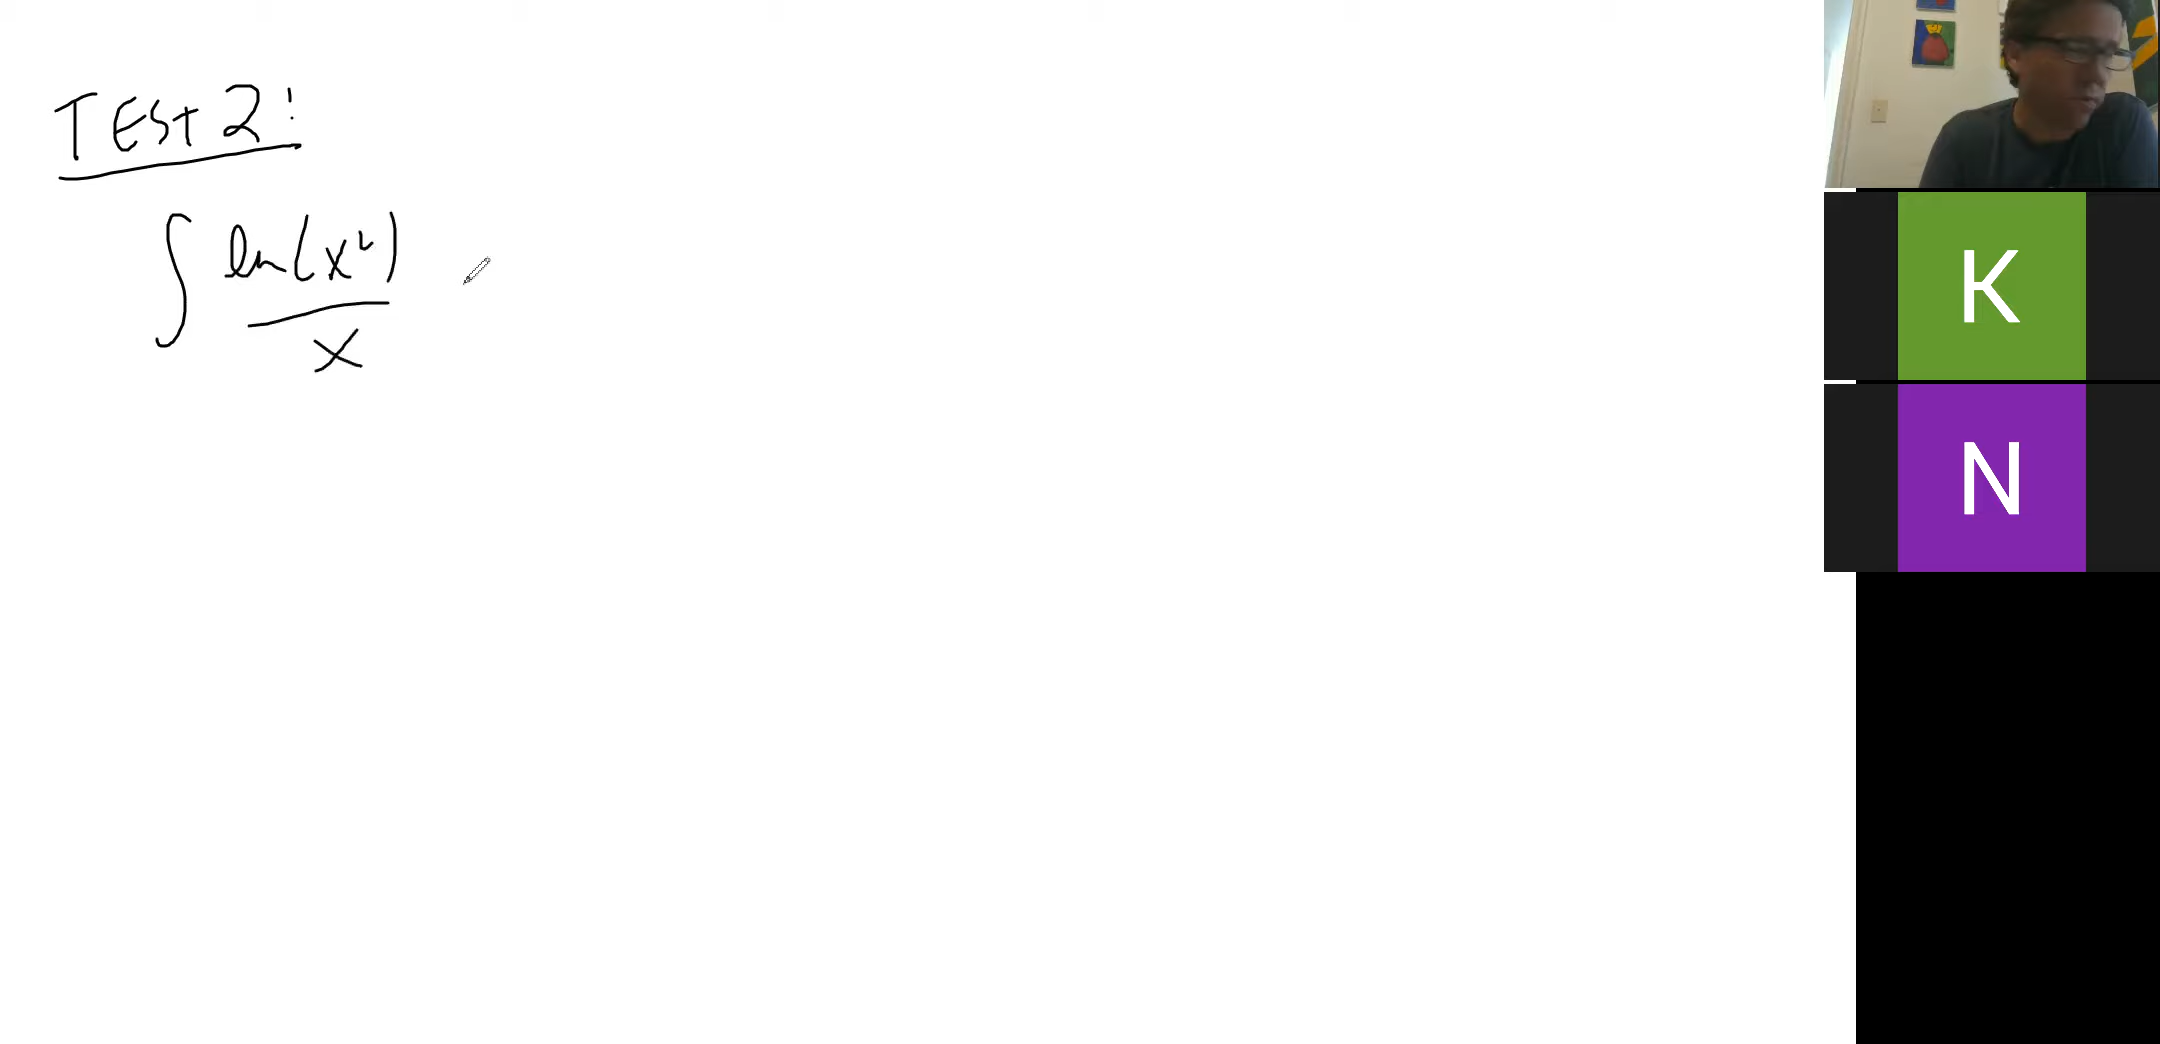 TEST 2:
∫ ln(x²)
x
K
N